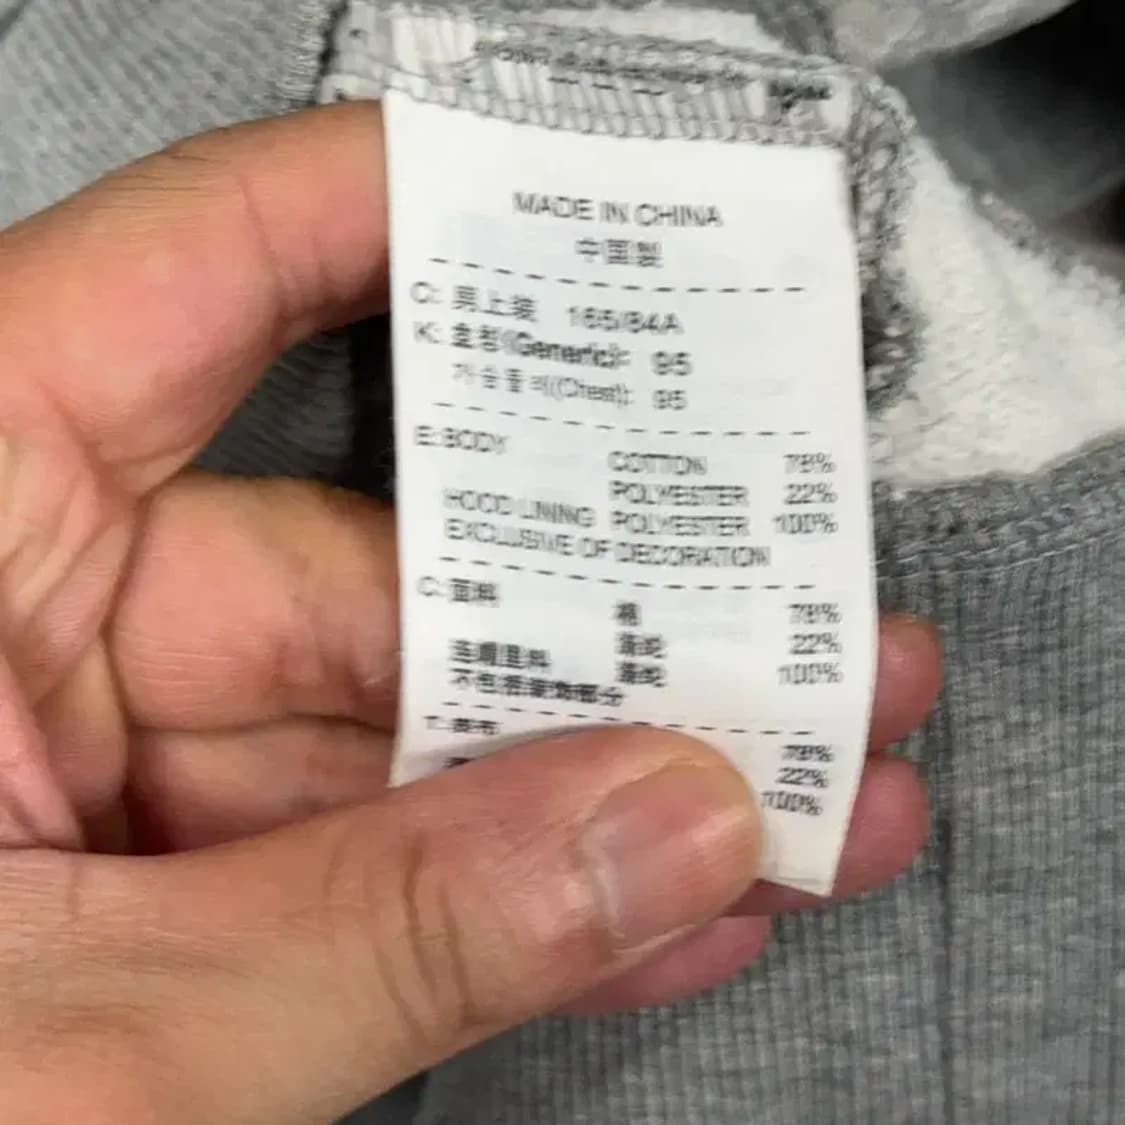 MADE IN CHINA
中国製
C: 男上装 165/84A
K: 호칭(Generic): 95
가슴둘레(Chest): 95
E: BODY COTTON 78%
POLYESTER 22%
HOOD LINING POLYESTER 100%
EXCLUSIVE OF DECORATION
C: 面料 棉 78%
涤纶 22%
连帽里料 涤纶 100%
不包括装饰部分
T: 表布 78%
22%
100%